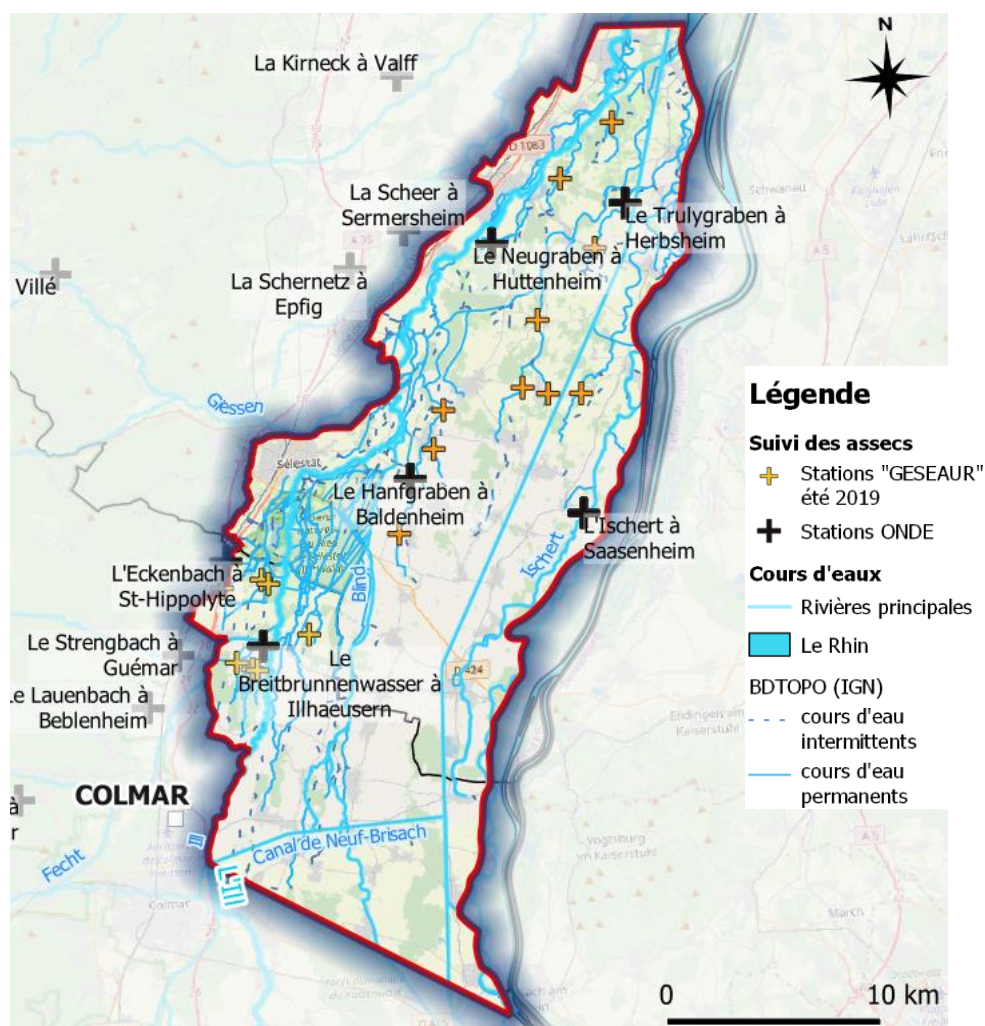 N
La Kirneck à Valff
D 1083
La Scheer à
Sermersheim
Schwanau
A 5
Le Trulygraben à
Herbsheim
A 35
Le Neugraben à
Huttenheim
La Schernetz à
Epfig
Villé
Giessen
Sélestat
Le Hanfgraben à
Baldenheim
L'Ischert à
Saasenheim
Ischert
Blind
L'Eckenbach à
St-Hippolyte
Le Strengbach à
Guémar
Le Lauenbach à
Beblenheim
Le
Breitbrunnenwasser à
Illhaeusern
D 424
COLMAR
Ill
Canal de Neuf-Brisach
Fecht
L'Ill
Colmar
Endingen am
Kaiserstuhl
Vogtsburg
im Kaiserstuhl
A 5
March
Légende
Suivi des assecs
Stations "GESEAUR"
été 2019
Stations ONDE
Cours d'eaux
Rivières principales
Le Rhin
BDTOPO (IGN)
cours d'eau
intermittents
cours d'eau
permanents
0 10 km